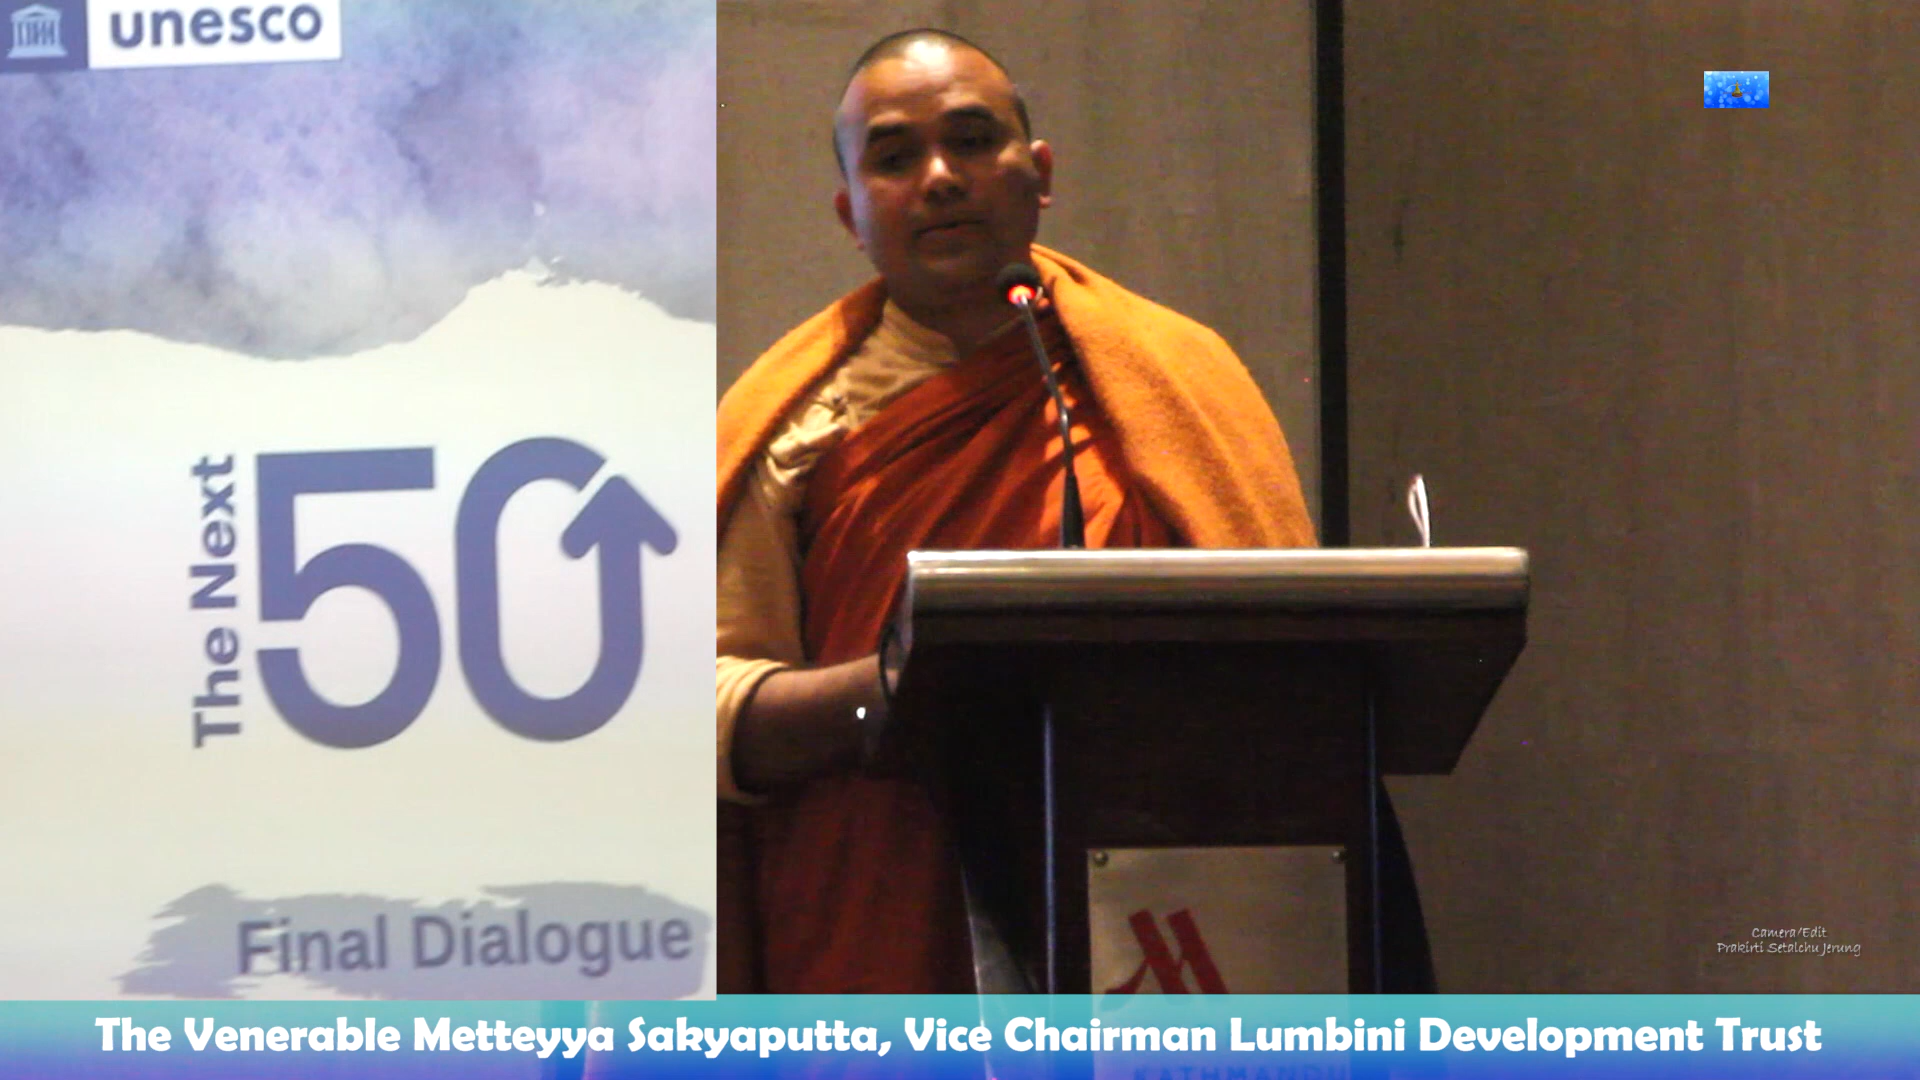 unesco
The Next
50
Final Dialogue
Camera/Edit
Prakirti Setalchu Jerung
The Venerable Metteyya Sakyaputta, Vice Chairman Lumbini Development Trust
KATHMANDU